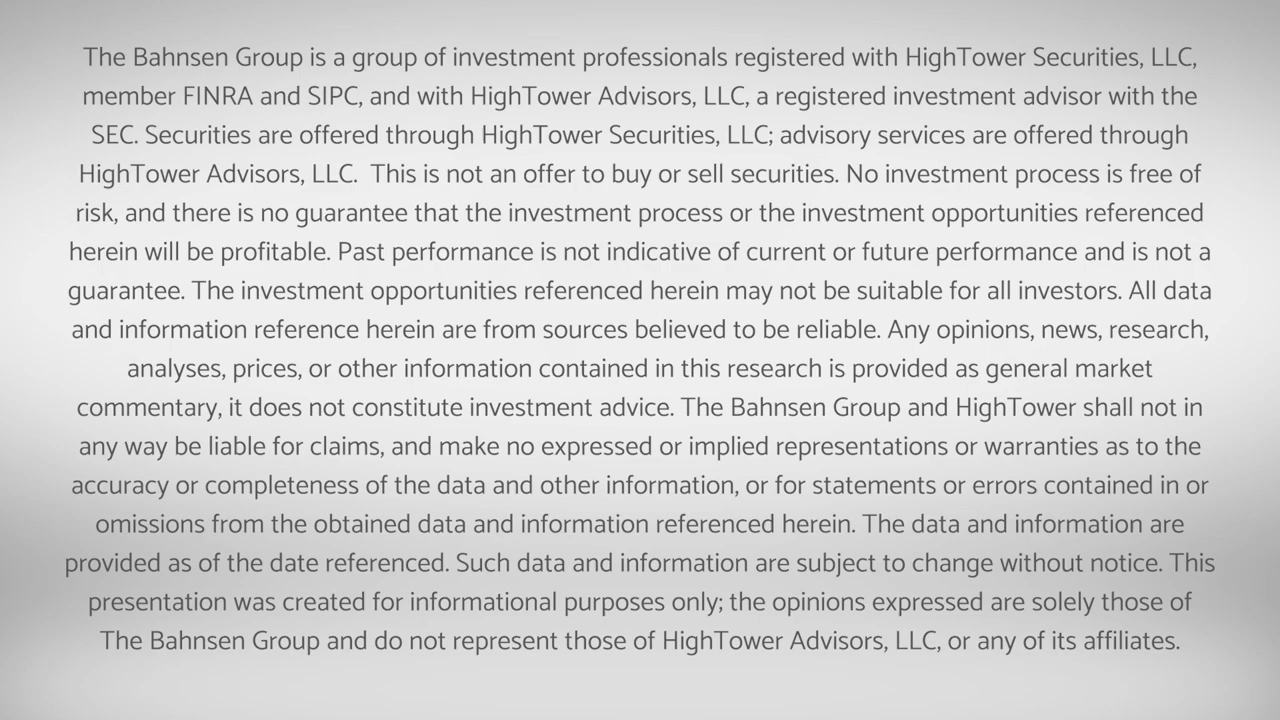 The Bahnsen Group is a group of investment professionals registered with HighTower Securities, LLC,
member FINRA and SIPC, and with HighTower Advisors, LLC, a registered investment advisor with the
SEC. Securities are offered through HighTower Securities, LLC; advisory services are offered through
HighTower Advisors, LLC.  This is not an offer to buy or sell securities. No investment process is free of
risk, and there is no guarantee that the investment process or the investment opportunities referenced
herein will be profitable. Past performance is not indicative of current or future performance and is not a
guarantee. The investment opportunities referenced herein may not be suitable for all investors. All data
and information reference herein are from sources believed to be reliable. Any opinions, news, research,
analyses, prices, or other information contained in this research is provided as general market
commentary, it does not constitute investment advice. The Bahnsen Group and HighTower shall not in
any way be liable for claims, and make no expressed or implied representations or warranties as to the
accuracy or completeness of the data and other information, or for statements or errors contained in or
omissions from the obtained data and information referenced herein. The data and information are
provided as of the date referenced. Such data and information are subject to change without notice. This
presentation was created for informational purposes only; the opinions expressed are solely those of
The Bahnsen Group and do not represent those of HighTower Advisors, LLC, or any of its affiliates.